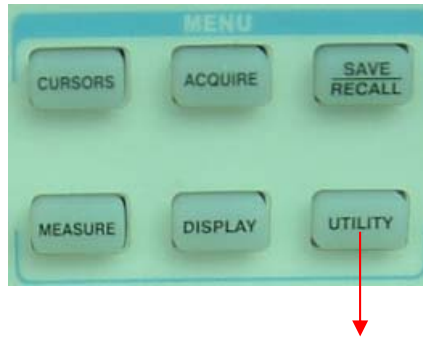 MENU
CURSORS ACQUIRE SAVE
RECALL
MEASURE DISPLAY UTILITY